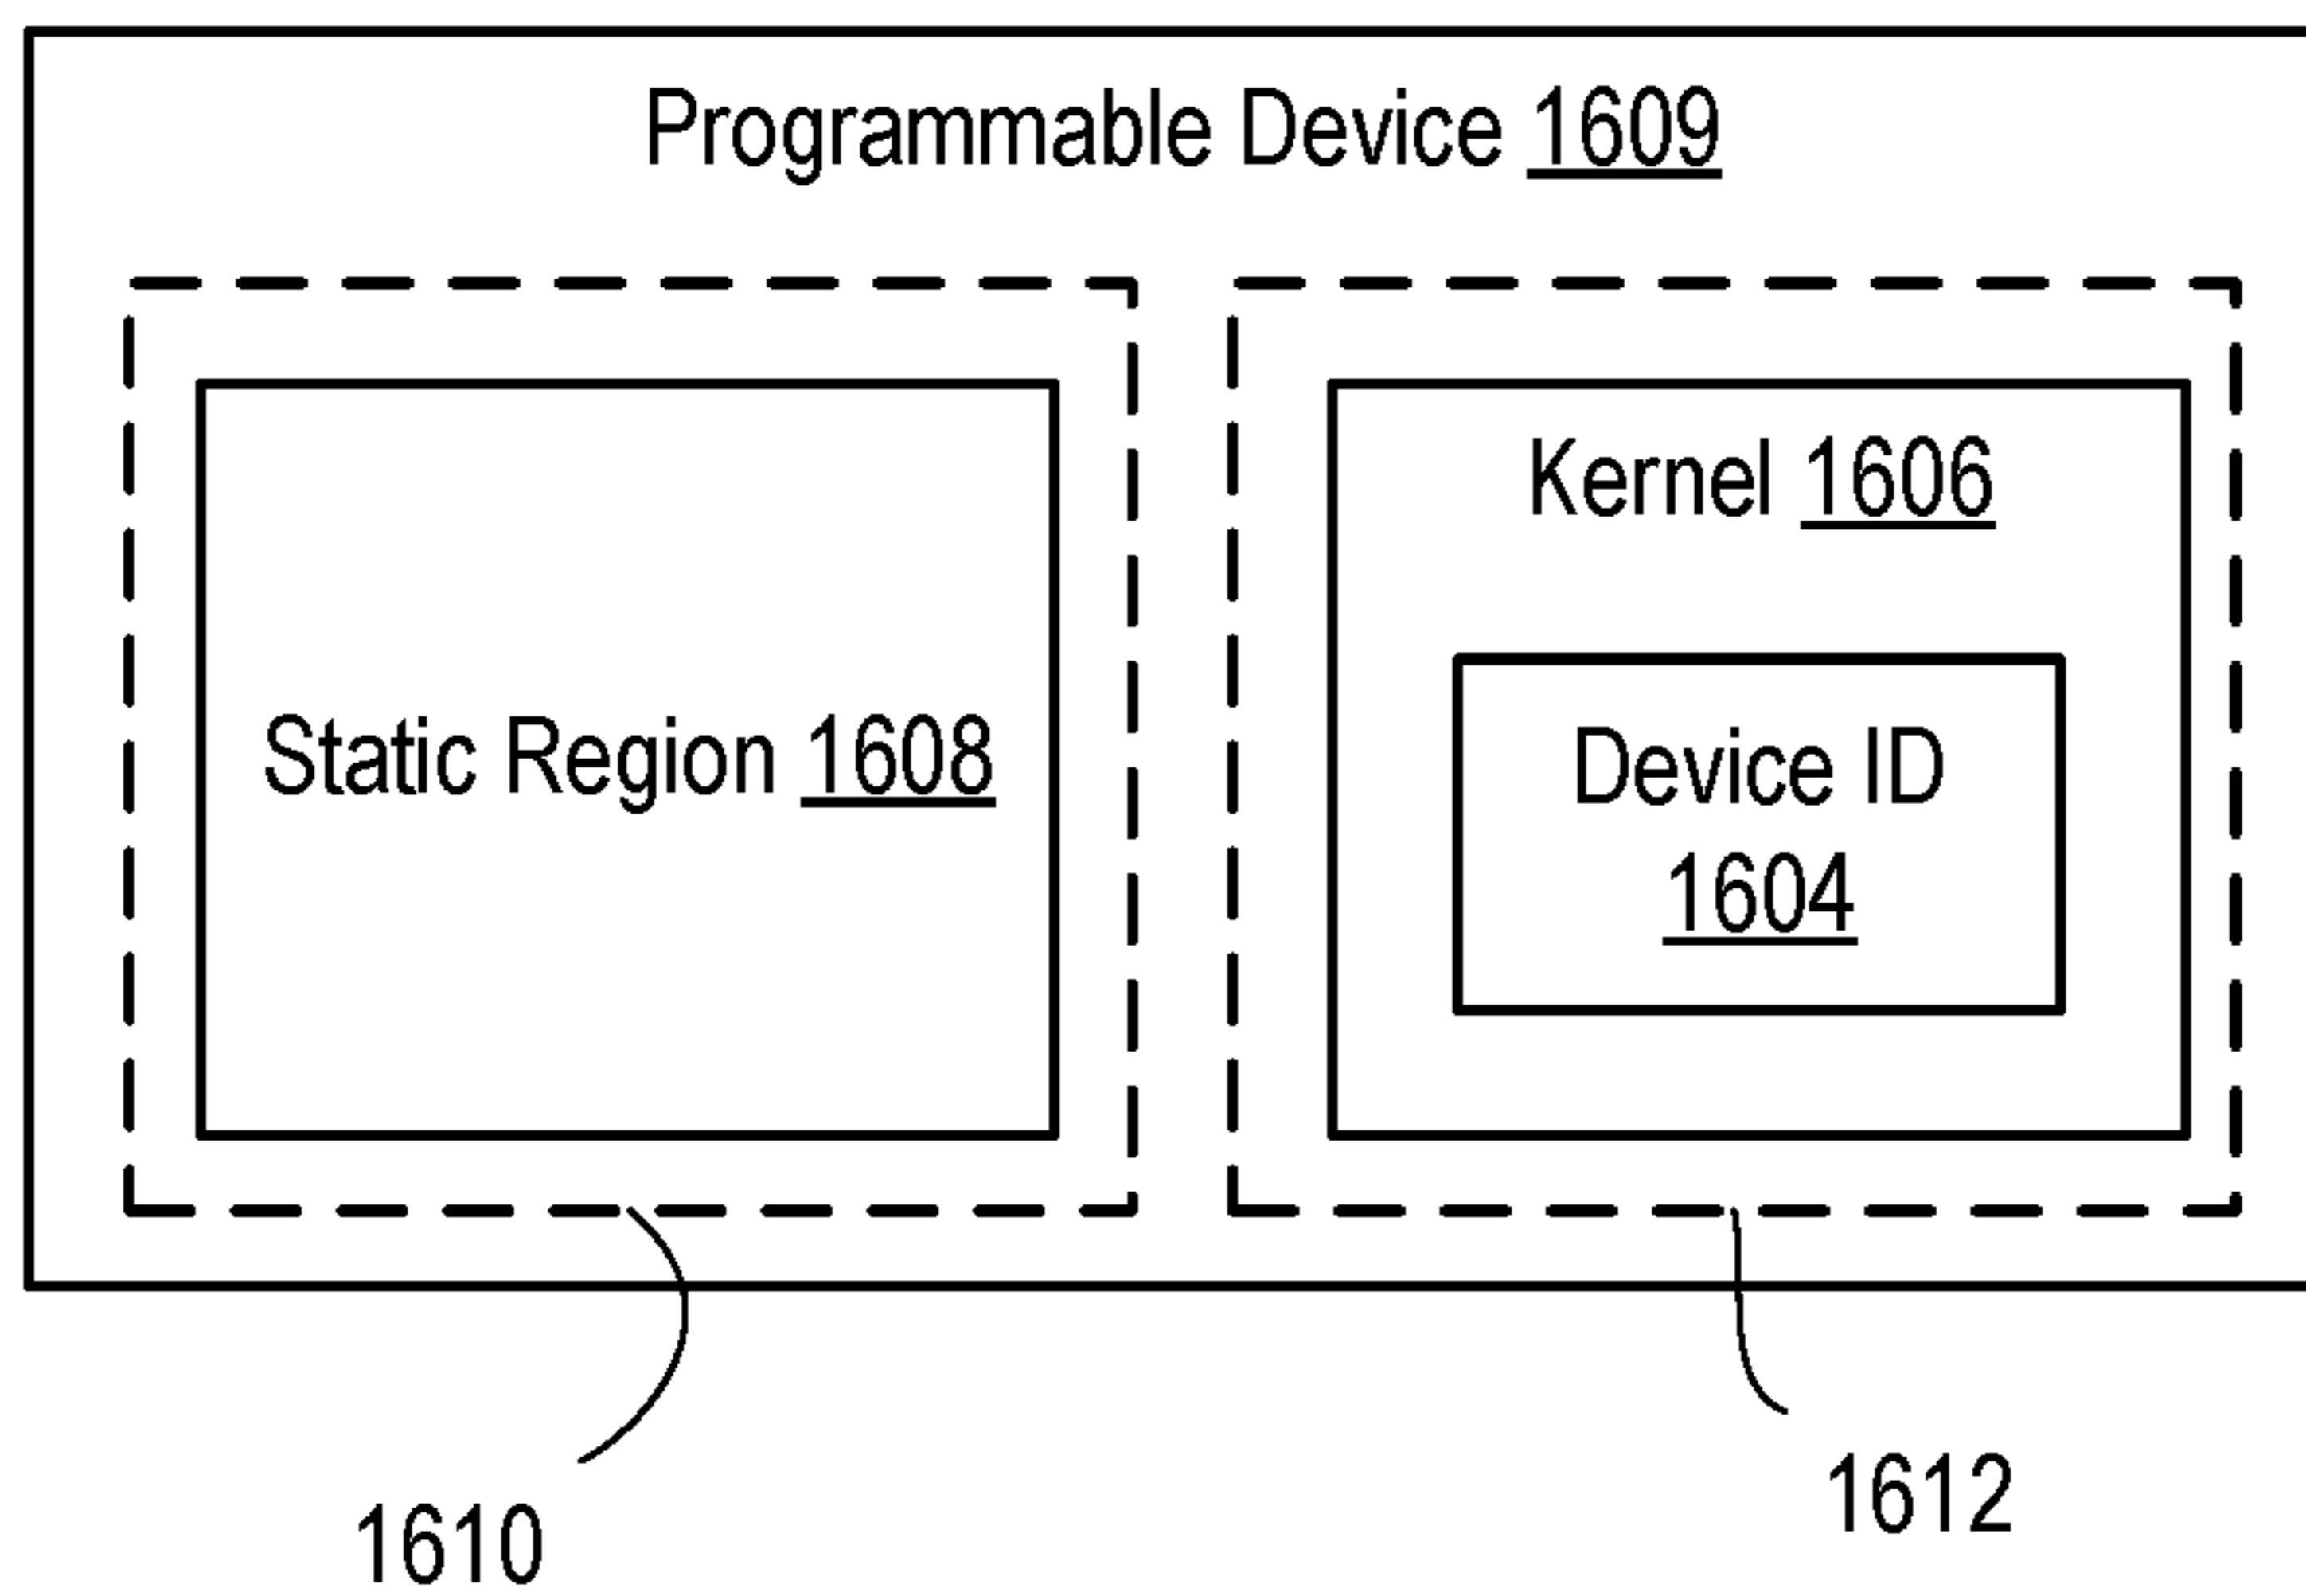 Programmable Device 1609
Static Region 1608
Kernel 1606
Device ID
1604
1610
1612